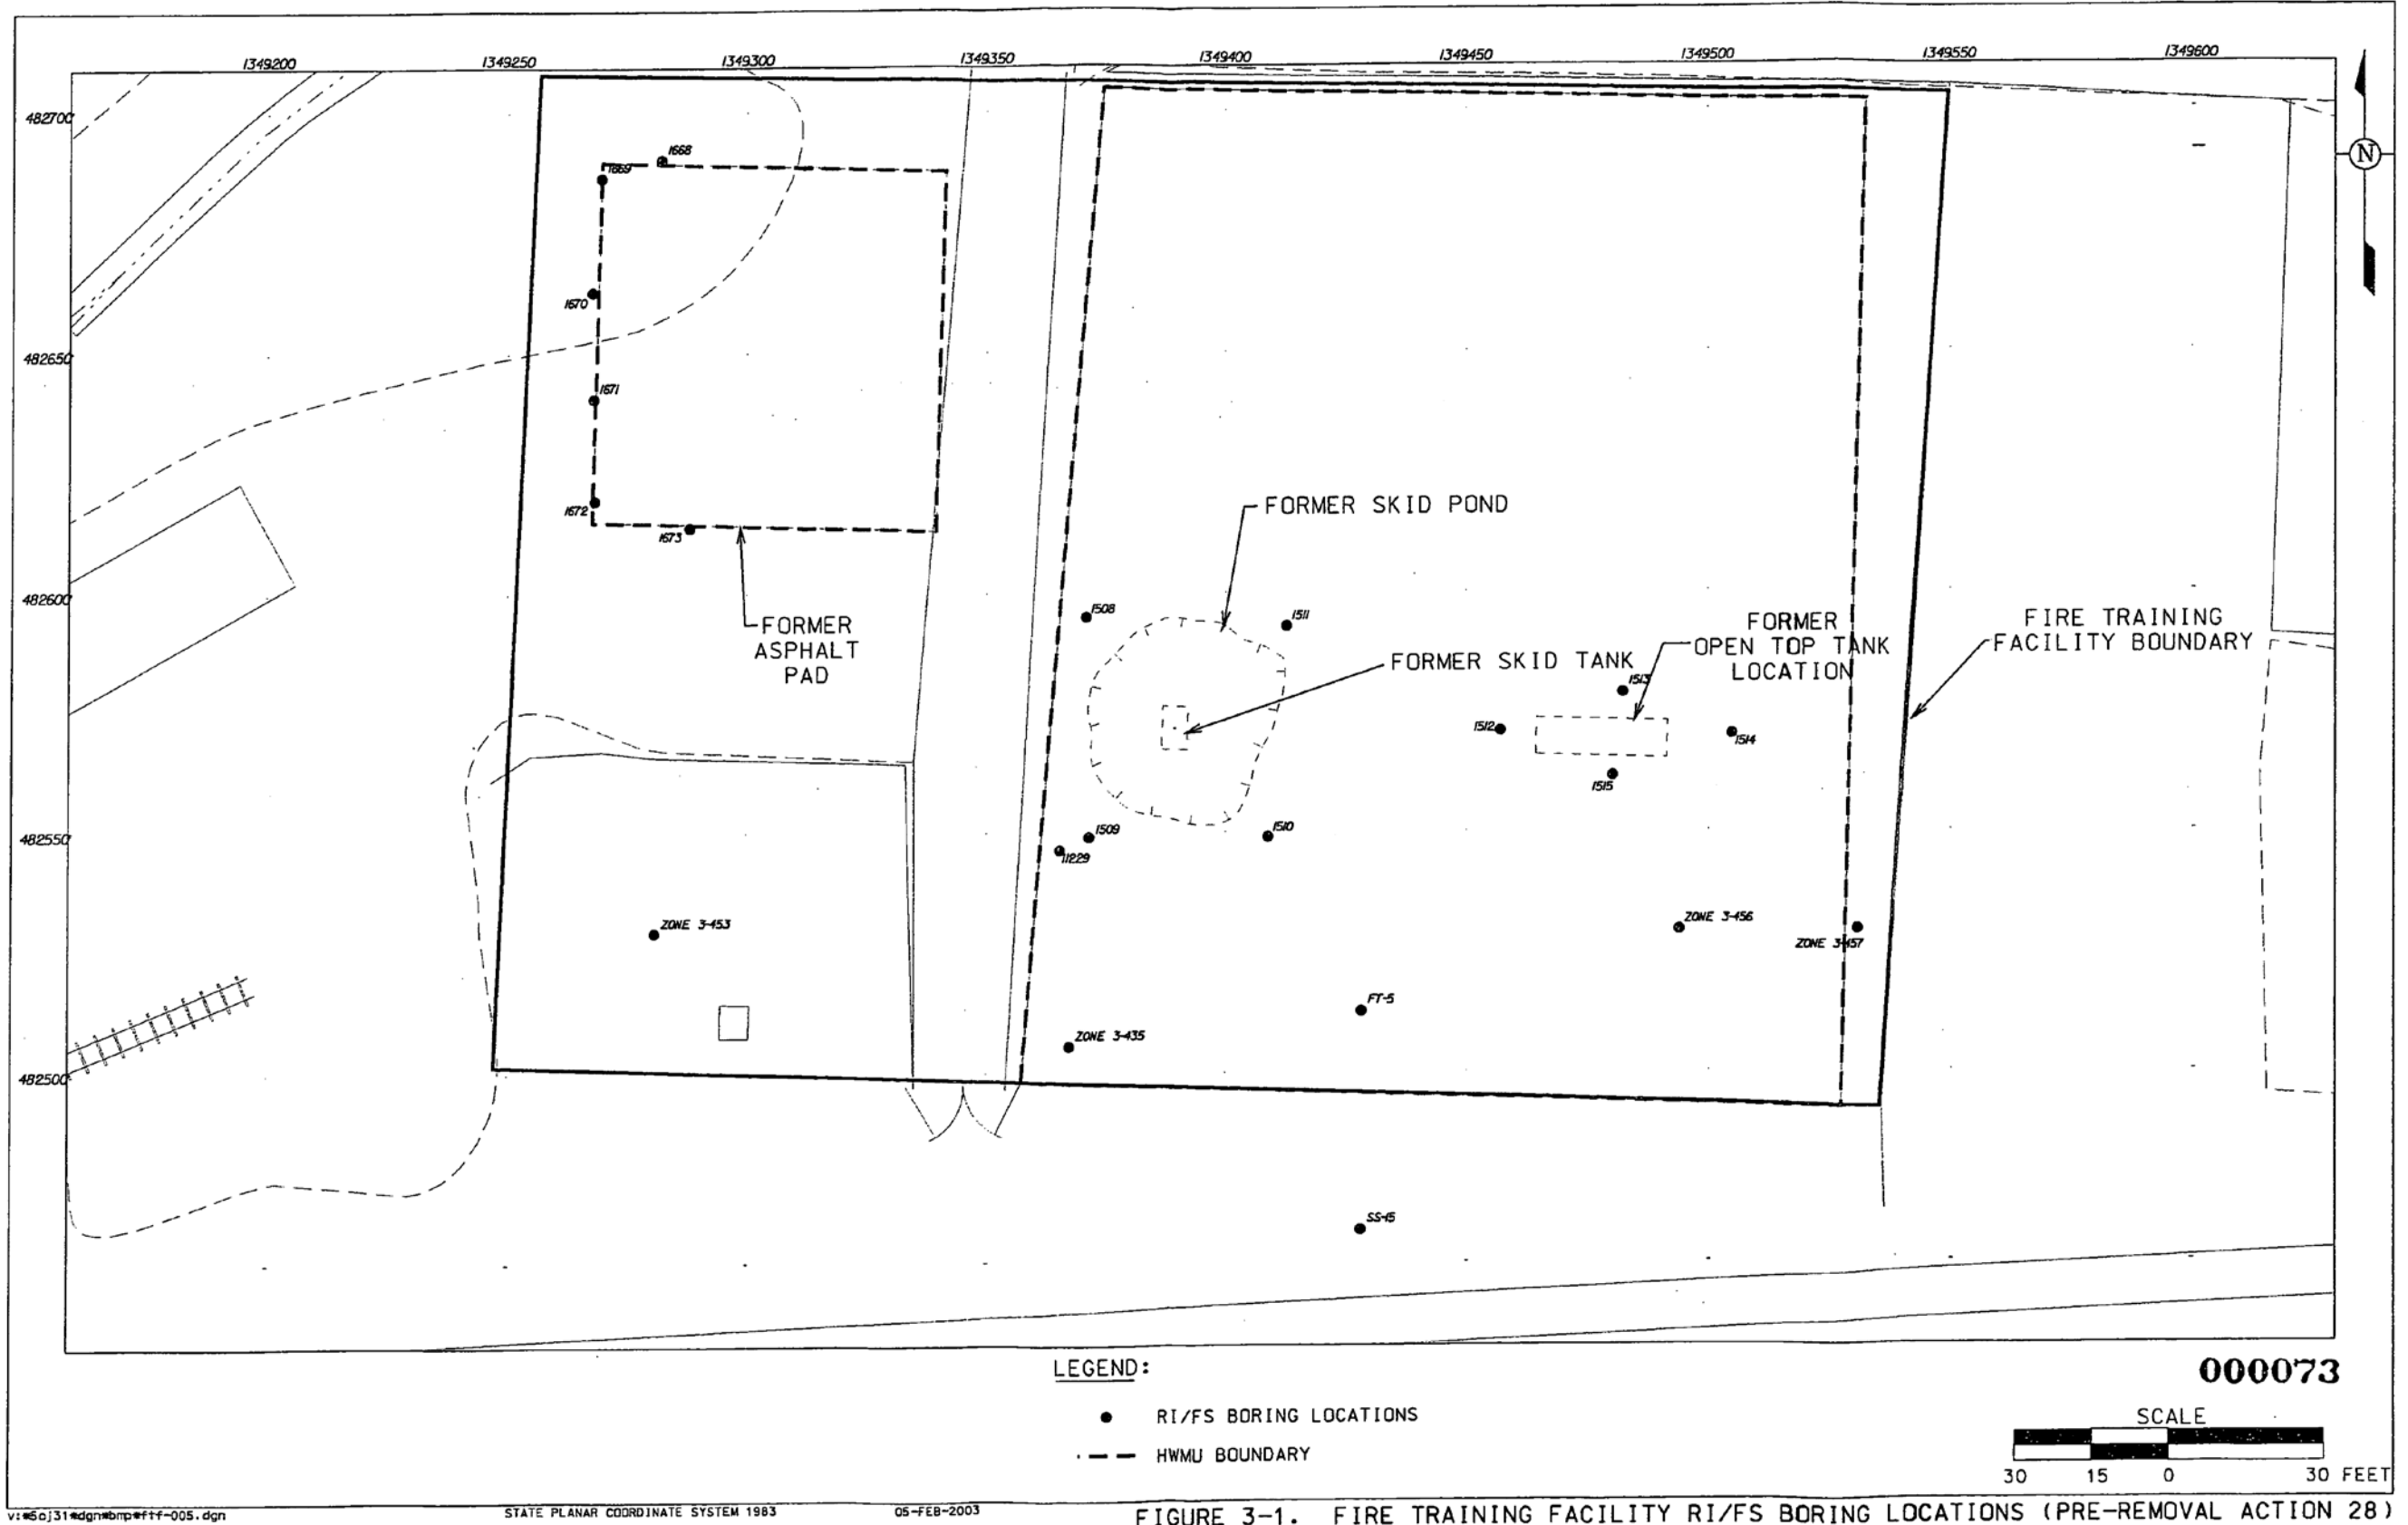 1349200 1349250 1349300 1349350 1349400 1349450 1349500 1349550 1349600
482700
N
1668
1669
1670
482650
1671
1672
1673
FORMER SKID POND
482600
1508
1511
FORMER
ASPHALT
PAD
FORMER SKID TANK
FORMER
OPEN TOP TANK
LOCATION
FIRE TRAINING
FACILITY BOUNDARY
1513
1512
1514
1515
482550
1509
11229
1510
ZONE 3-453
ZONE 3-456
ZONE 3-457
FT-5
ZONE 3-435
482500
SS-15
LEGEND:
RI/FS BORING LOCATIONS
HWMU BOUNDARY
000073
SCALE
30 15 0 30 FEET
STATE PLANAR COORDINATE SYSTEM 1983
05-FEB-2003
FIGURE 3-1. FIRE TRAINING FACILITY RI/FS BORING LOCATIONS (PRE-REMOVAL ACTION 28)